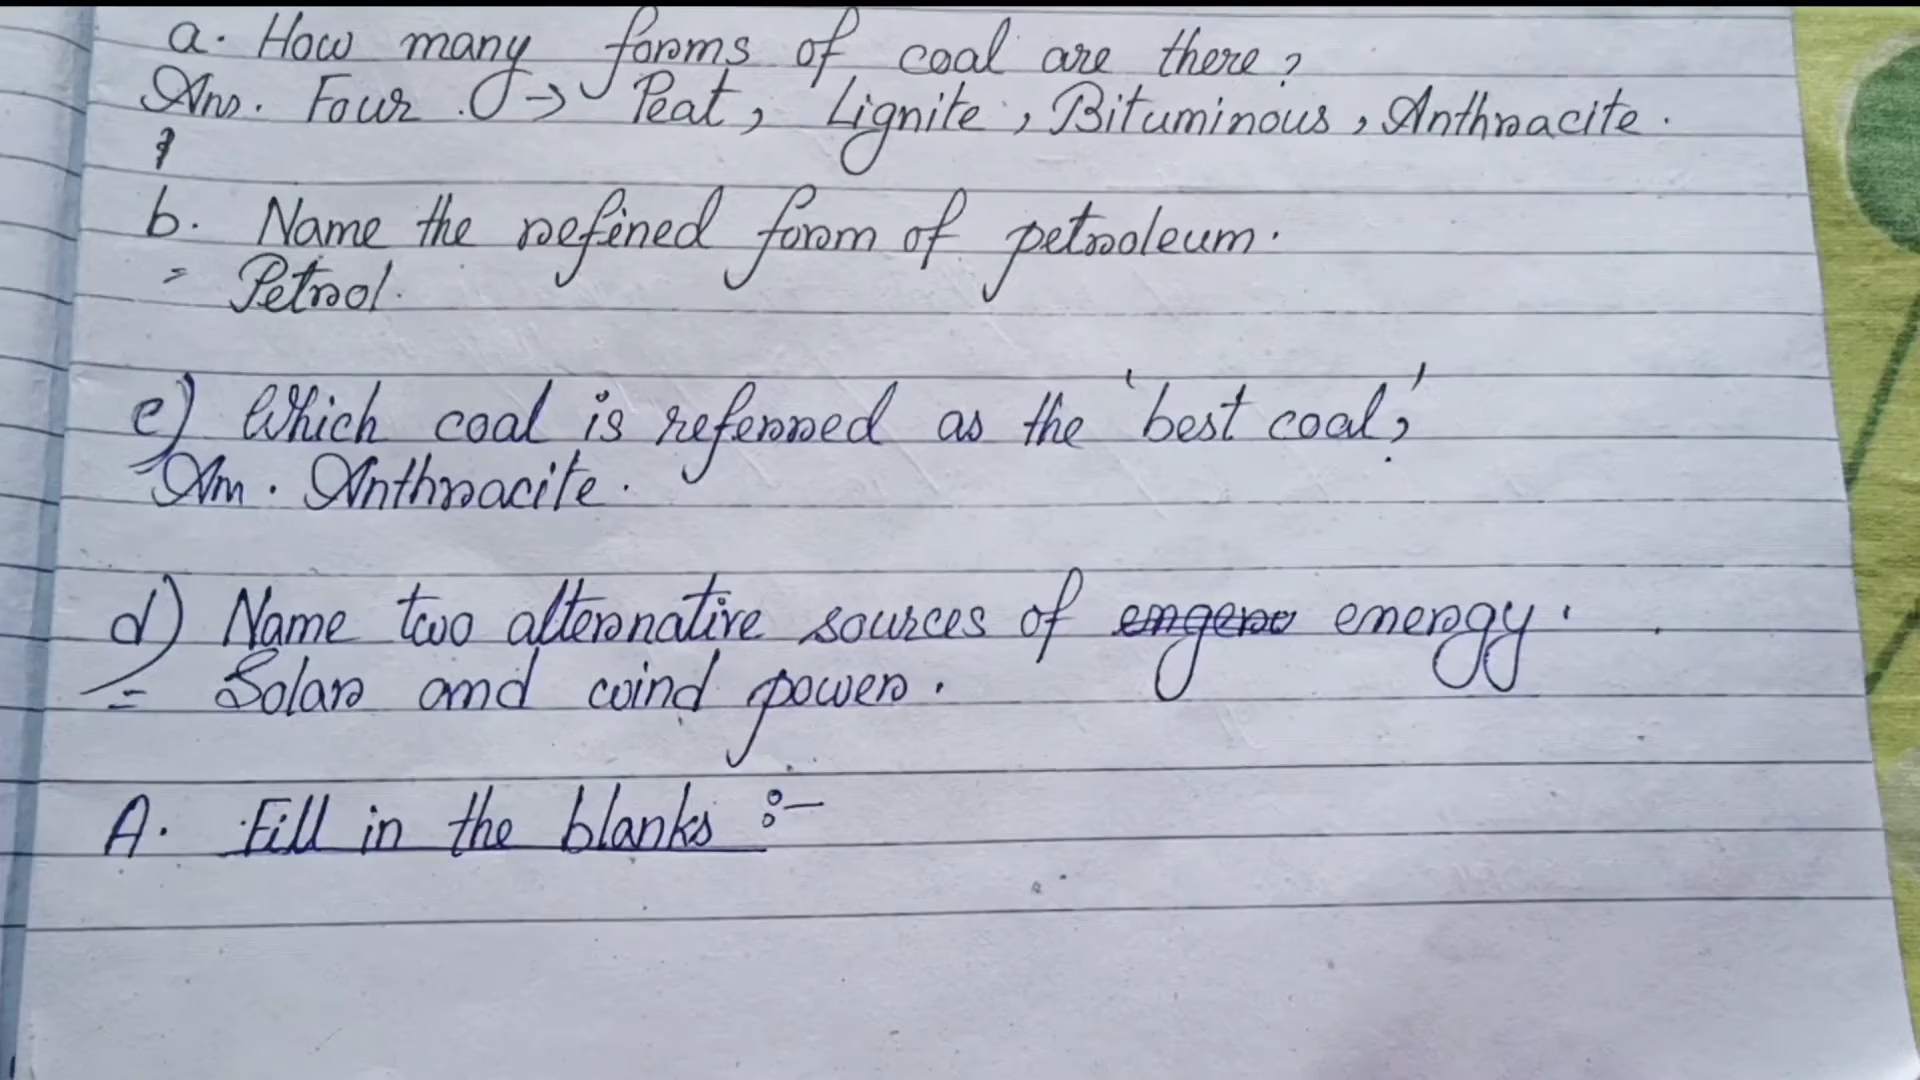 a. How many forms of coal are there?
Ans. Four. → Peat, Lignite, Bituminous, Anthracite.
b. Name the refined form of petroleum.
= Petrol.
c) Which coal is referred as the 'best coal?'
Ans. Anthracite.
d) Name two alternative sources of engero energy.
= Solar and wind power.
A. Fill in the blanks :-